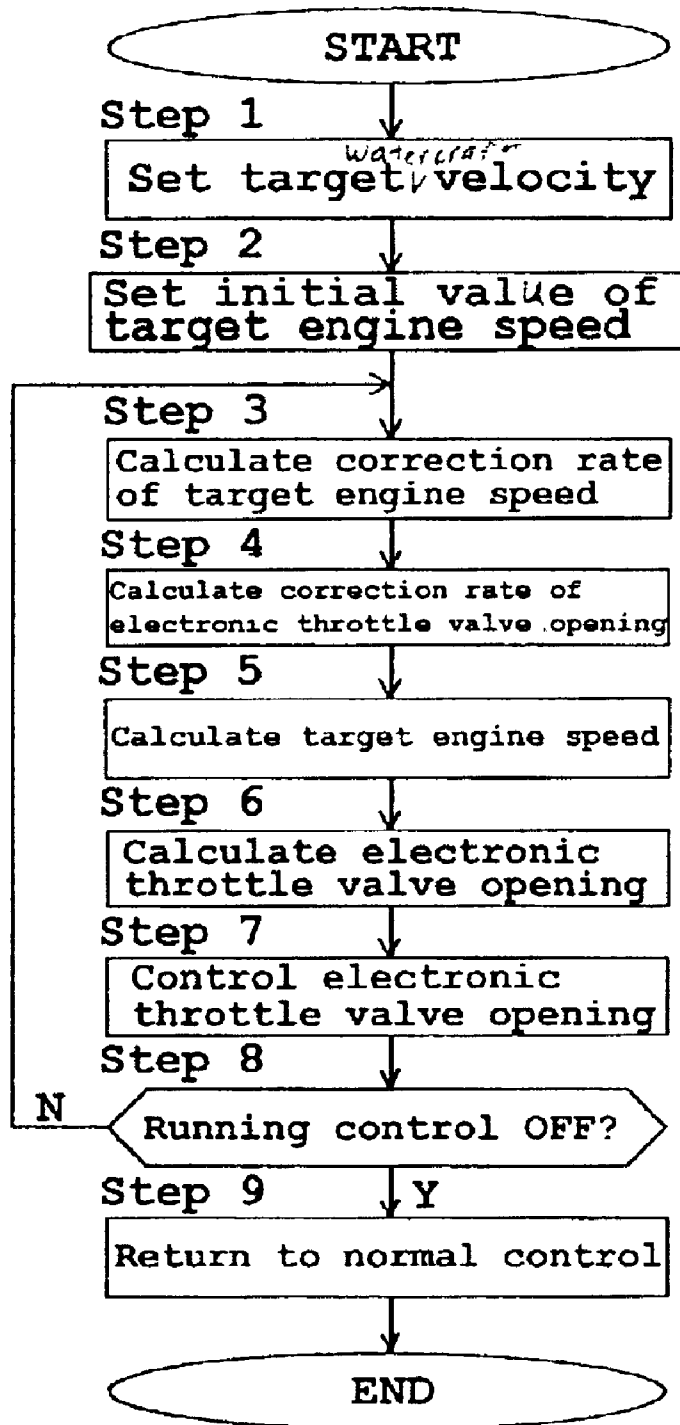 START
Step 1
watercraft
Set target velocity
Step 2
Set initial value of
target engine speed
Step 3
Calculate correction rate
of target engine speed
Step 4
Calculate correction rate of
electronic throttle valve opening
Step 5
Calculate target engine speed
Step 6
Calculate electronic
throttle valve opening
Step 7
Control electronic
throttle valve opening
Step 8
N
Running control OFF?
Step 9
Y
Return to normal control
END